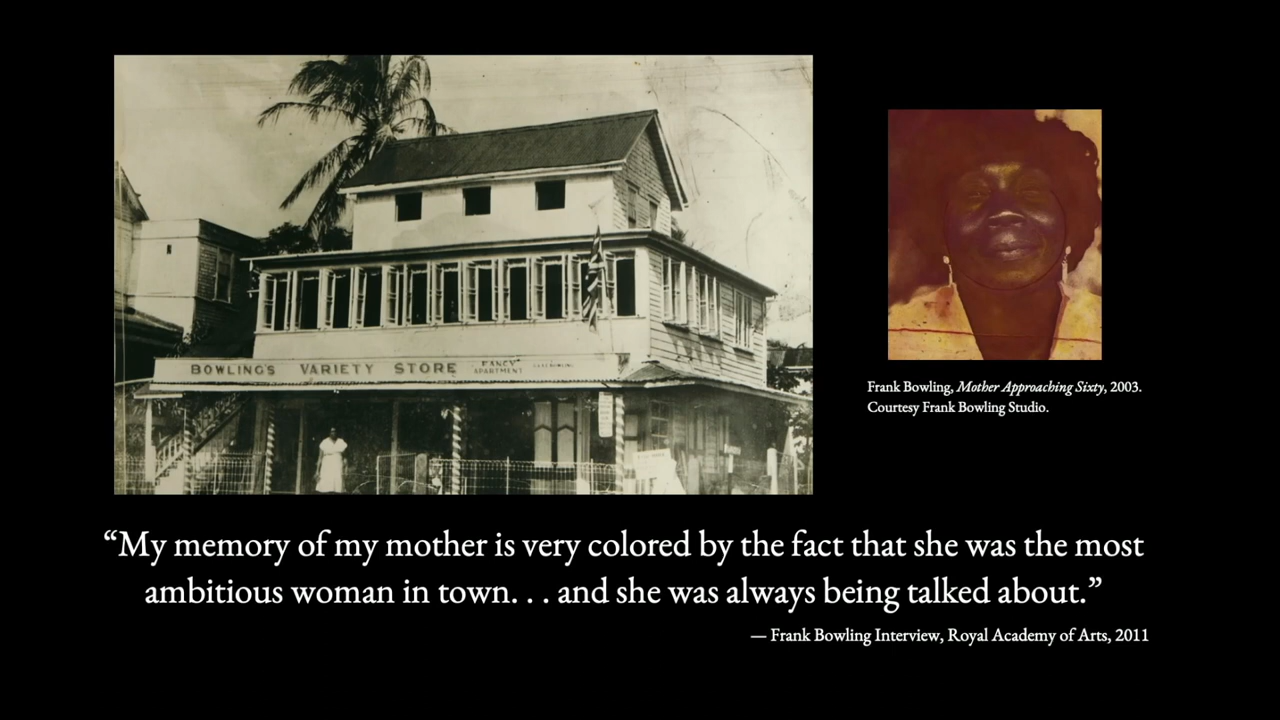 BOWLING'S VARIETY STORE FANCY
APARTMENT
Frank Bowling, Mother Approaching Sixty, 2003.
Courtesy Frank Bowling Studio.
“My memory of my mother is very colored by the fact that she was the most
ambitious woman in town. . . and she was always being talked about.”
— Frank Bowling Interview, Royal Academy of Arts, 2011